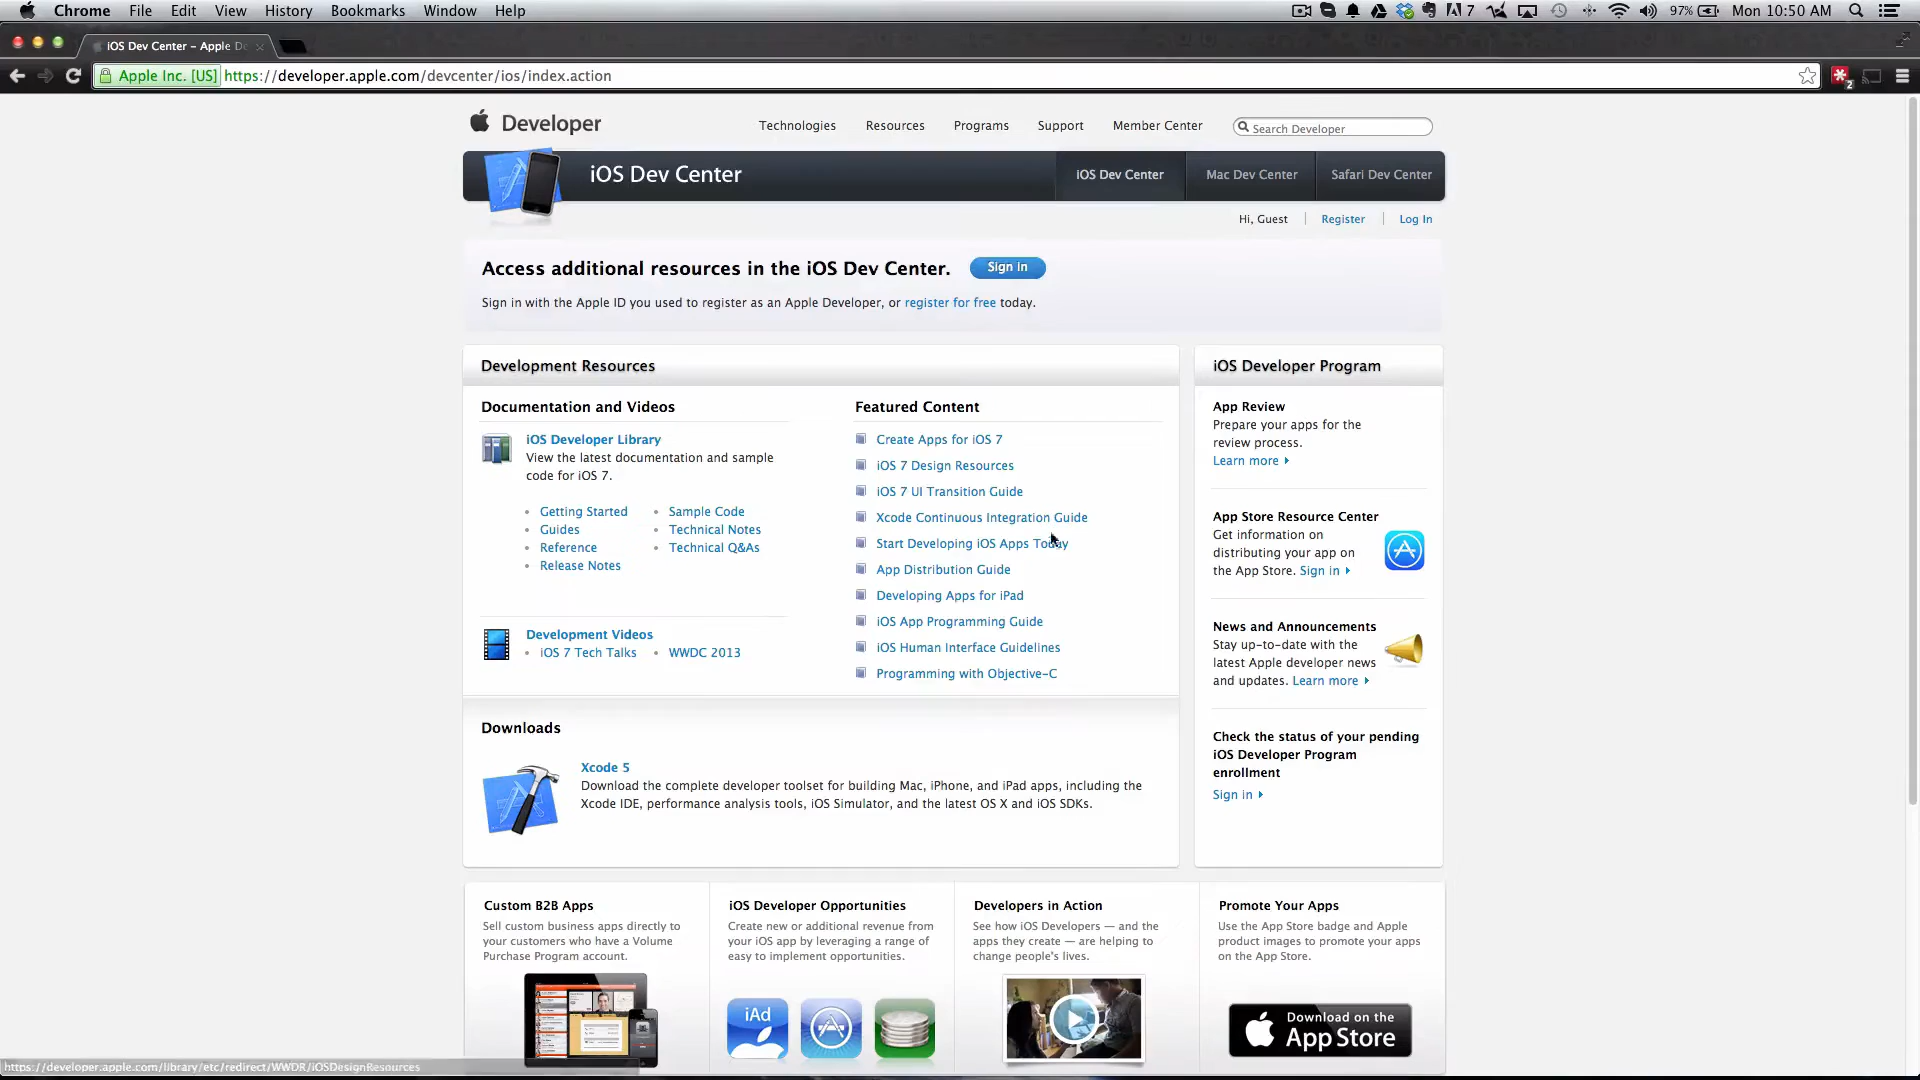 Chrome File Edit View History Bookmarks Window Help
7 97% Mon 10:50 AM
iOS Dev Center – Apple De
Apple Inc. [US] https://developer.apple.com/devcenter/ios/index.action
2
Developer
Technologies Resources Programs Support Member Center Search Developer
iOS Dev Center
iOS Dev Center Mac Dev Center Safari Dev Center
Hi, Guest Register Log In
Access additional resources in the iOS Dev Center. Sign in
Sign in with the Apple ID you used to register as an Apple Developer, or register for free today.
Development Resources
Documentation and Videos
iOS Developer Library
View the latest documentation and sample
code for iOS 7.
Getting Started
Guides
Reference
Release Notes
Sample Code
Technical Notes
Technical Q&As
Development Videos
iOS 7 Tech Talks
WWDC 2013
Featured Content
Create Apps for iOS 7
iOS 7 Design Resources
iOS 7 UI Transition Guide
Xcode Continuous Integration Guide
Start Developing iOS Apps Today
App Distribution Guide
Developing Apps for iPad
iOS App Programming Guide
iOS Human Interface Guidelines
Programming with Objective-C
Downloads
Xcode 5
Download the complete developer toolset for building Mac, iPhone, and iPad apps, including the
Xcode IDE, performance analysis tools, iOS Simulator, and the latest OS X and iOS SDKs.
iOS Developer Program
App Review
Prepare your apps for the
review process.
Learn more
App Store Resource Center
Get information on
distributing your app on
the App Store. Sign in
News and Announcements
Stay up-to-date with the
latest Apple developer news
and updates. Learn more
Check the status of your pending
iOS Developer Program
enrollment
Sign in
Custom B2B Apps
Sell custom business apps directly to
your customers who have a Volume
Purchase Program account.
iOS Developer Opportunities
Create new or additional revenue from
your iOS app by leveraging a range of
easy to implement opportunities.
iAd
Developers in Action
See how iOS Developers — and the
apps they create — are helping to
change people's lives.
Promote Your Apps
Use the App Store badge and Apple
product images to promote your apps
on the App Store.
Download on the
App Store
https://developer.apple.com/library/etc/redirect/WWDR/iOSDesignResources